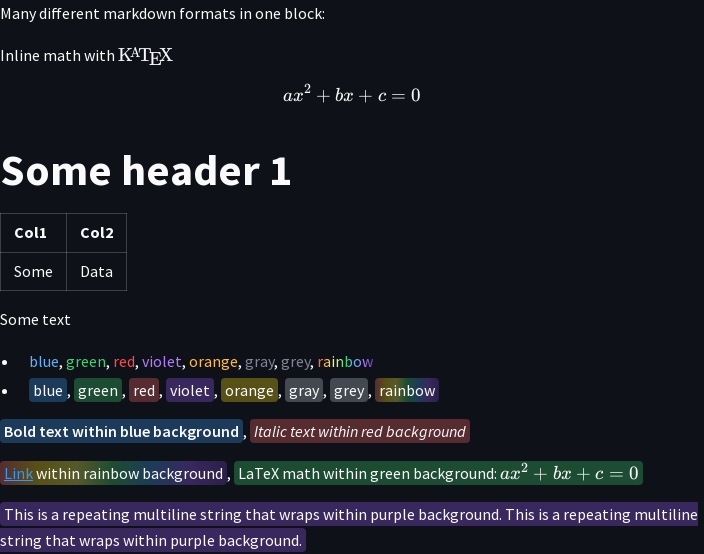 Many different markdown formats in one block:
Inline math with KATEX
ax² + bx + c = 0
Some header 1
Col1 Col2
Some Data
Some text
• blue, green, red, violet, orange, gray, grey, rainbow
• blue, green, red, violet, orange, gray, grey, rainbow
Bold text within blue background, Italic text within red background
Link within rainbow background, LaTeX math within green background: ax² + bx + c = 0
This is a repeating multiline string that wraps within purple background. This is a repeating multiline
string that wraps within purple background.